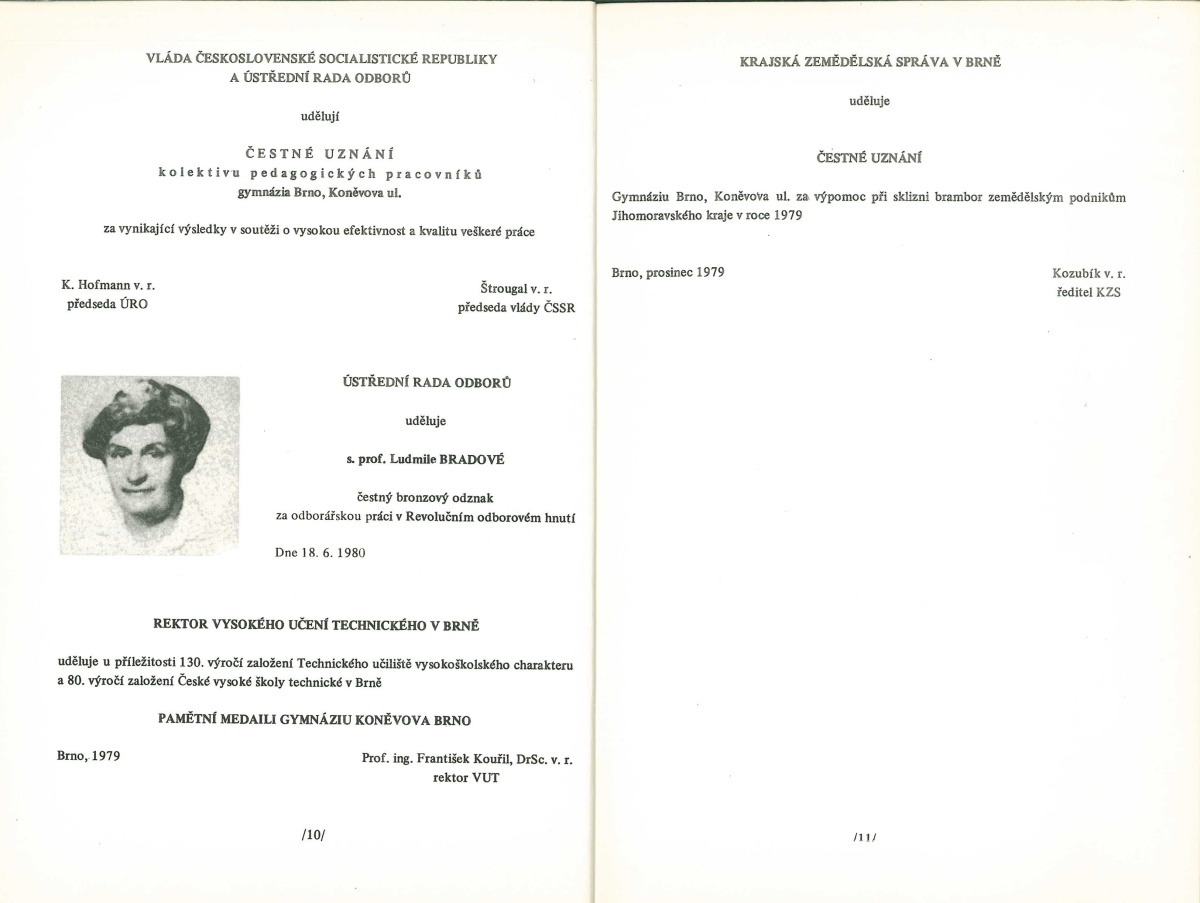 VLÁDA ČESKOSLOVENSKÉ SOCIALISTICKÉ REPUBLIKY
A ÚSTŘEDNÍ RADA ODBORŮ
udělují
ČESTNÉ UZNÁNÍ
kolektivu pedagogických pracovníků
gymnázia Brno, Koněvova ul.
za vynikající výsledky v soutěži o vysokou efektivnost a kvalitu veškeré práce
K. Hofmann v. r.
předseda ÚRO
Štrougal v. r.
předseda vlády ČSSR
ÚSTŘEDNÍ RADA ODBORŮ
uděluje
s. prof. Ludmile BRADOVÉ
čestný bronzový odznak
za odborářskou práci v Revolučním odborovém hnutí
Dne 18. 6. 1980
REKTOR VYSOKÉHO UČENÍ TECHNICKÉHO V BRNĚ
uděluje u příležitosti 130. výročí založení Technického učiliště vysokoškolského charakteru
a 80. výročí založení České vysoké školy technické v Brně
PAMĚTNÍ MEDAILI GYMNÁZIU KONĚVOVA BRNO
Brno, 1979
Prof. ing. František Kouřil, DrSc. v. r.
rektor VUT
/10/
KRAJSKÁ ZEMĚDĚLSKÁ SPRÁVA V BRNĚ
uděluje
ČESTNÉ UZNÁNÍ
Gymnáziu Brno, Koněvova ul. za výpomoc při sklizni brambor zemědělským podnikům
Jihomoravského kraje v roce 1979
Brno, prosinec 1979
Kozubík v. r.
ředitel KZS
/11/